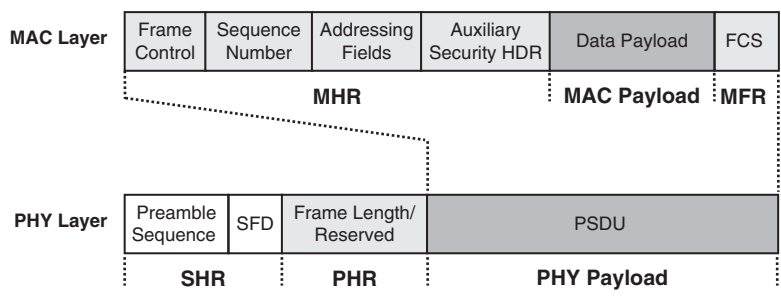 MAC Layer
Frame
Control
Sequence
Number
Addressing
Fields
Auxiliary
Security HDR
Data Payload
FCS
MHR
MAC Payload
MFR
PHY Layer
Preamble
Sequence
SFD
Frame Length/
Reserved
PSDU
SHR
PHR
PHY Payload